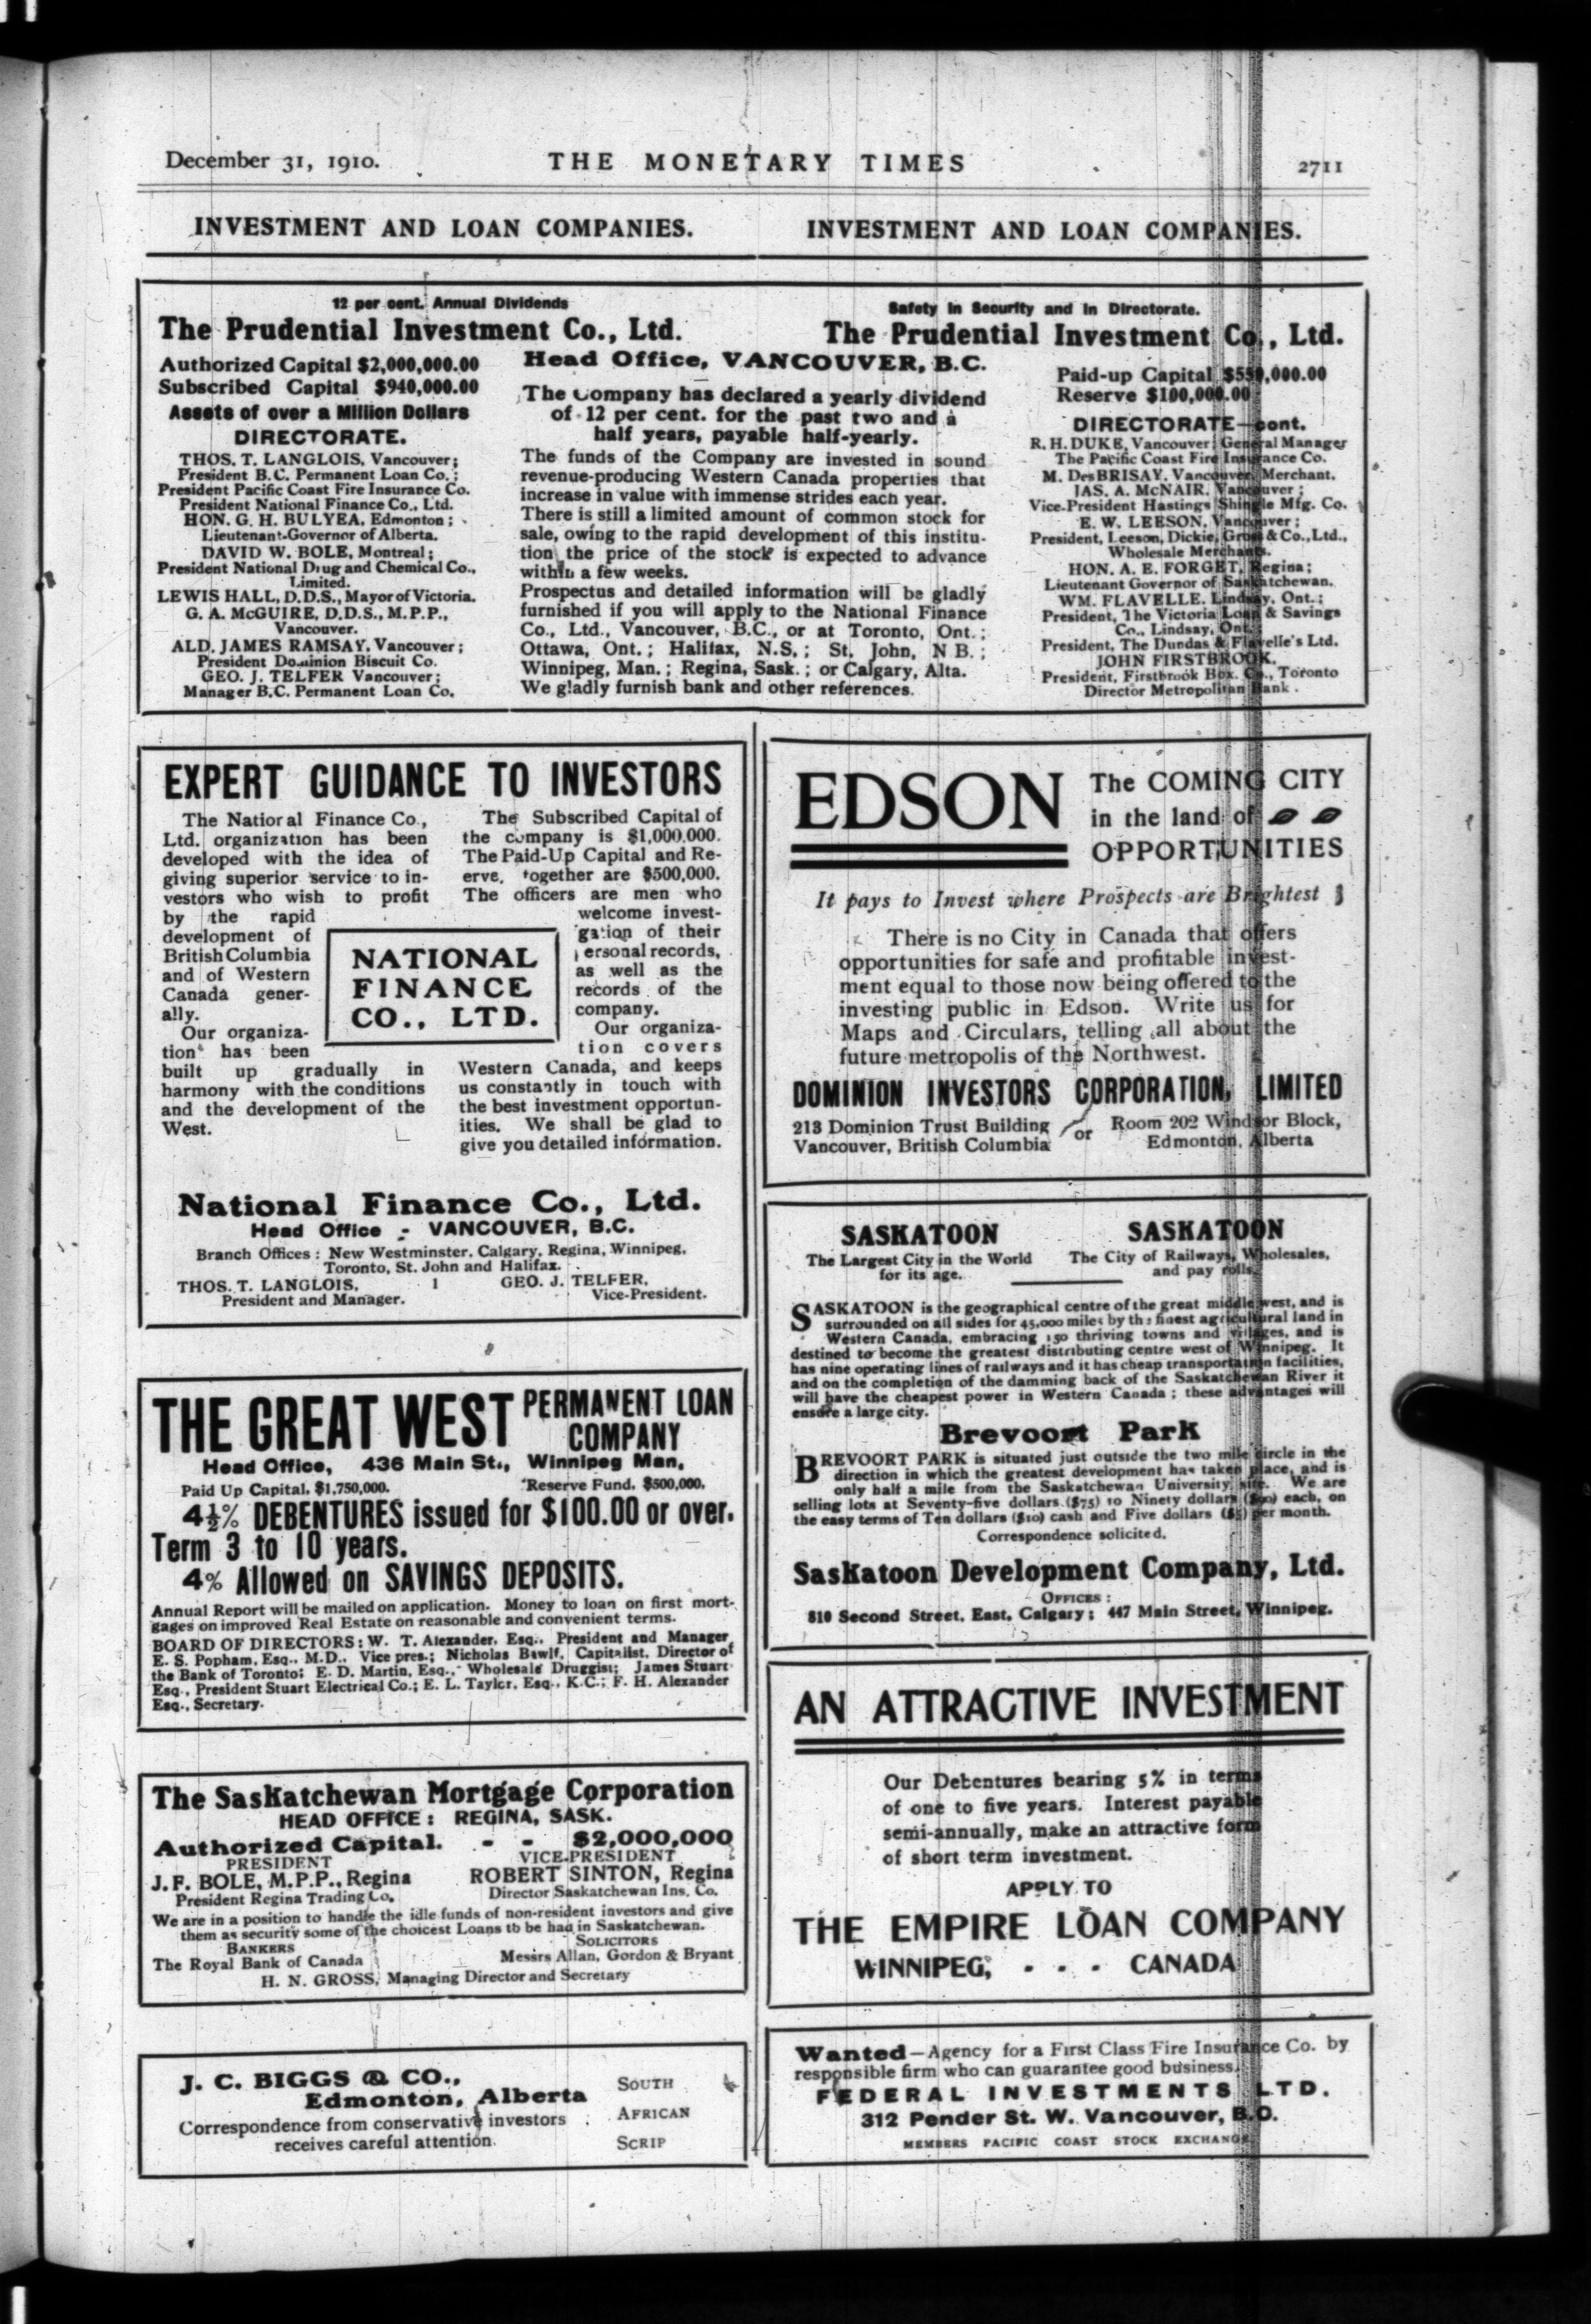 December 31, 1910.
THE MONETARY TIMES
2711
INVESTMENT AND LOAN COMPANIES.
INVESTMENT AND LOAN COMPANIES.
12 per cent. Annual Dividends
The Prudential Investment Co., Ltd.
Safety in Security and in Directorate.
The Prudential Investment Co., Ltd.
Authorized Capital $2,000,000.00
Subscribed Capital $940,000.00
Assets of over a Million Dollars
DIRECTORATE.
THOS. T. LANGLOIS, Vancouver;
President B.C. Permanent Loan Co.;
President Pacific Coast Fire Insurance Co.
President National Finance Co., Ltd.
HON. G. H. BULYEA, Edmonton;
Lieutenant-Governor of Alberta.
DAVID W. BOLE, Montreal;
President National Drug and Chemical Co.,
Limited.
LEWIS HALL, D.D.S., Mayor of Victoria.
G. A. McGUIRE, D.D.S., M.P.P.,
Vancouver.
ALD. JAMES RAMSAY, Vancouver;
President Dominion Biscuit Co.
GEO. J. TELFER Vancouver;
Manager B.C. Permanent Loan Co.
Head Office, VANCOUVER, B.C.
The Company has declared a yearly dividend
of 12 per cent. for the past two and a
half years, payable half-yearly.
The funds of the Company are invested in sound
revenue-producing Western Canada properties that
increase in value with immense strides each year.
There is still a limited amount of common stock for
sale, owing to the rapid development of this institu-
tion the price of the stock is expected to advance
within a few weeks.
Prospectus and detailed information will be gladly
furnished if you will apply to the National Finance
Co., Ltd., Vancouver, B.C., or at Toronto, Ont.;
Ottawa, Ont.; Halifax, N.S.; St. John, N B.;
Winnipeg, Man.; Regina, Sask.; or Calgary, Alta.
We gladly furnish bank and other references.
Paid-up Capital $550,000.00
Reserve $100,000.00
DIRECTORATE—cont.
R. H. DUKE, Vancouver; General Manager
The Pacific Coast Fire Insurance Co.
M. DesBRISAY, Vancouver, Merchant.
JAS. A. McNAIR, Vancouver;
Vice-President Hastings Shingle Mfg. Co.
E. W. LEESON, Vancouver;
President, Leeson, Dickie, Gross & Co., Ltd.,
Wholesale Merchants.
HON. A. E. FORGET, Regina;
Lieutenant Governor of Saskatchewan.
WM. FLAVELLE, Lindsay, Ont.;
President, The Victoria Loan & Savings
Co., Lindsay, Ont.
President, The Dundas & Flavelle's Ltd.
JOHN FIRSTBROOK,
President, Firstbrook Box. Co., Toronto
Director Metropolitan Bank.
EXPERT GUIDANCE TO INVESTORS
The National Finance Co.,
Ltd. organization has been
developed with the idea of
giving superior service to in-
vestors who wish to profit
by the rapid
development of
British Columbia
and of Western
Canada gener-
ally.
Our organiza-
tion has been
built up gradually in
harmony with the conditions
and the development of the
West.
NATIONAL
FINANCE
CO., LTD.
The Subscribed Capital of
the company is $1,000,000.
The Paid-Up Capital and Re-
erve, together are $500,000.
The officers are men who
welcome invest-
gation of their
personal records,
as well as the
records of the
company.
Our organiza-
tion covers
Western Canada, and keeps
us constantly in touch with
the best investment opportun-
ities. We shall be glad to
give you detailed information.
National Finance Co., Ltd.
Head Office - VANCOUVER, B.C.
Branch Offices: New Westminster, Calgary, Regina, Winnipeg,
Toronto, St. John and Halifax.
THOS. T. LANGLOIS,
President and Manager.
1
GEO. J. TELFER,
Vice-President.
THE GREAT WEST PERMANENT LOAN
COMPANY
Head Office, 436 Main St., Winnipeg Man,
Paid Up Capital, $1,750,000. Reserve Fund, $500,000.
4½% DEBENTURES issued for $100.00 or over.
Term 3 to 10 years.
4% Allowed on SAVINGS DEPOSITS.
Annual Report will be mailed on application. Money to loan on first mort-
gages on improved Real Estate on reasonable and convenient terms.
BOARD OF DIRECTORS: W. T. Alexander, Esq., President and Manager
E. S. Popham, Esq., M.D., Vice pres.; Nicholas Bawlf, Capitalist, Director of
the Bank of Toronto; E. D. Martin, Esq., Wholesale Druggist; James Stuart
Esq., President Stuart Electrical Co.; E. L. Taylor, Esq., K.C.; F. H. Alexander
Esq., Secretary.
The Saskatchewan Mortgage Corporation
HEAD OFFICE: REGINA, SASK.
Authorized Capital. - - $2,000,000
PRESIDENT
J. F. BOLE, M.P.P., Regina
President Regina Trading Co.
VICE-PRESIDENT
ROBERT SINTON, Regina
Director Saskatchewan Ins. Co.
We are in a position to handle the idle funds of non-resident investors and give
them as security some of the choicest Loans to be had in Saskatchewan.
BANKERS
The Royal Bank of Canada
SOLICITORS
Messrs Allan, Gordon & Bryant
H. N. GROSS, Managing Director and Secretary
J. C. BIGGS & CO.,
Edmonton, Alberta
Correspondence from conservative investors
receives careful attention.
SOUTH
AFRICAN
SCRIP
EDSON
The COMING CITY
in the land of
OPPORTUNITIES
It pays to Invest where Prospects are Brightest
There is no City in Canada that offers
opportunities for safe and profitable invest-
ment equal to those now being offered to the
investing public in Edson. Write us for
Maps and Circulars, telling all about the
future metropolis of the Northwest.
DOMINION INVESTORS CORPORATION, LIMITED
213 Dominion Trust Building
Vancouver, British Columbia
or
Room 202 Windsor Block,
Edmonton, Alberta
SASKATOON
The Largest City in the World
for its age.
SASKATOON
The City of Railways, Wholesales,
and pay rolls.
SASKATOON is the geographical centre of the great middle west, and is
surrounded on all sides for 45,000 miles by the finest agricultural land in
Western Canada, embracing 150 thriving towns and villages, and is
destined to become the greatest distributing centre west of Winnipeg. It
has nine operating lines of railways and it has cheap transportation facilities,
and on the completion of the damming back of the Saskatchewan River it
will have the cheapest power in Western Canada; these advantages will
ensure a large city.
Brevoort Park
BREVOORT PARK is situated just outside the two mile circle in the
direction in which the greatest development has taken place, and is
only half a mile from the Saskatchewan University site. We are
selling lots at Seventy-five dollars ($75) to Ninety dollars ($90) each, on
the easy terms of Ten dollars ($10) cash and Five dollars ($5) per month.
Correspondence solicited.
Saskatoon Development Company, Ltd.
OFFICES:
810 Second Street, East, Calgary; 447 Main Street, Winnipeg.
AN ATTRACTIVE INVESTMENT
Our Debentures bearing 5% in terms
of one to five years. Interest payable
semi-annually, make an attractive form
of short term investment.
APPLY TO
THE EMPIRE LOAN COMPANY
WINNIPEG, - - - CANADA
Wanted—Agency for a First Class Fire Insurance Co. by
responsible firm who can guarantee good business.
FEDERAL INVESTMENTS LTD.
312 Pender St. W. Vancouver, B.C.
MEMBERS PACIFIC COAST STOCK EXCHANGE